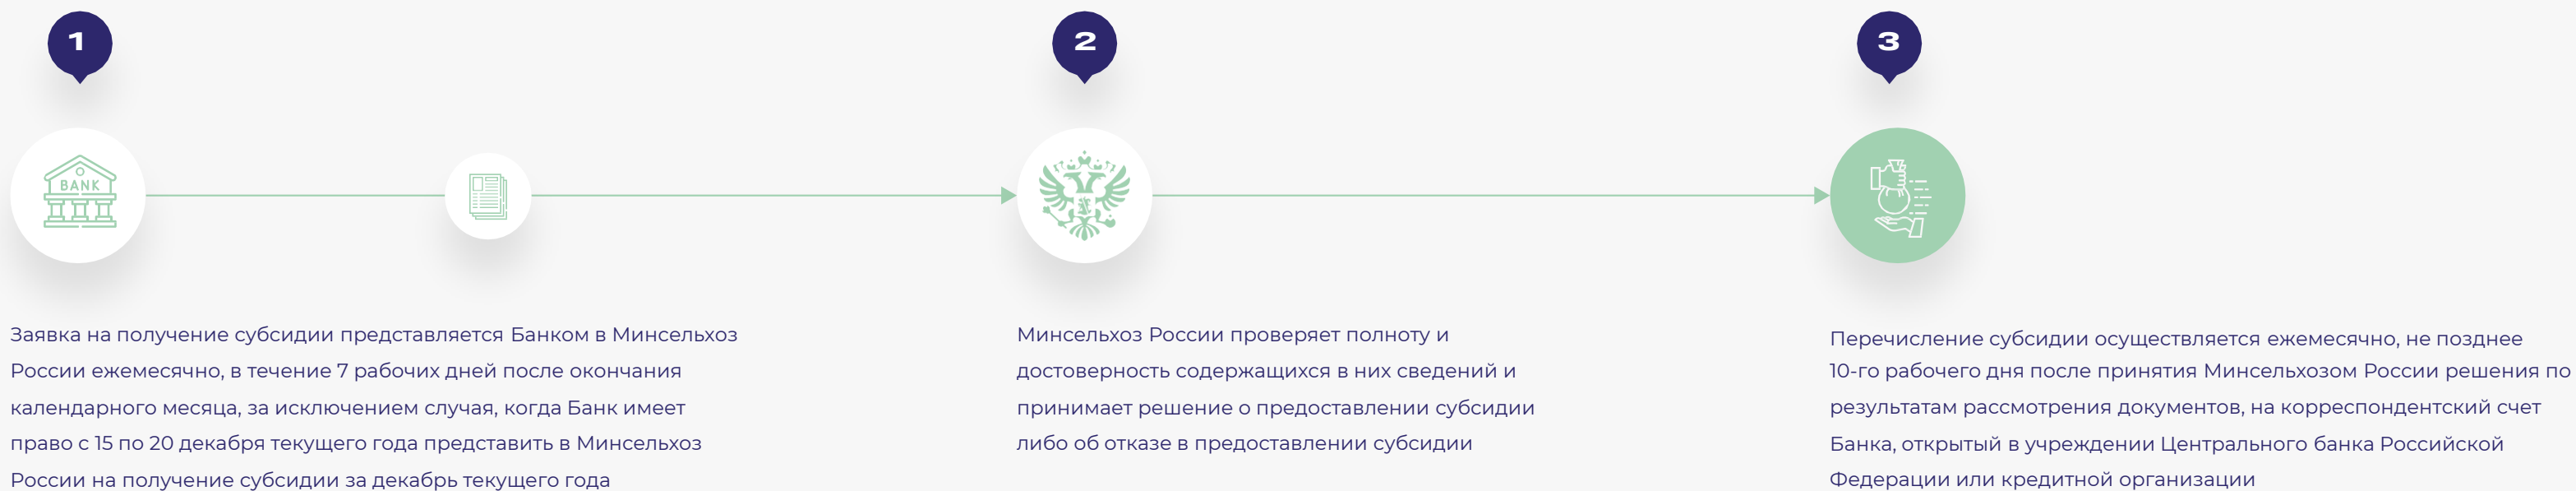 1
2
3
BANK
Заявка на получение субсидии представляется Банком в Минсельхоз
России ежемесячно, в течение 7 рабочих дней после окончания
календарного месяца, за исключением случая, когда Банк имеет
право с 15 по 20 декабря текущего года представить в Минсельхоз
России на получение субсидии за декабрь текущего года
Минсельхоз России проверяет полноту и
достоверность содержащихся в них сведений и
принимает решение о предоставлении субсидии
либо об отказе в предоставлении субсидии
Перечисление субсидии осуществляется ежемесячно, не позднее
10-го рабочего дня после принятия Минсельхозом России решения по
результатам рассмотрения документов, на корреспондентский счет
Банка, открытый в учреждении Центрального банка Российской
Федерации или кредитной организации